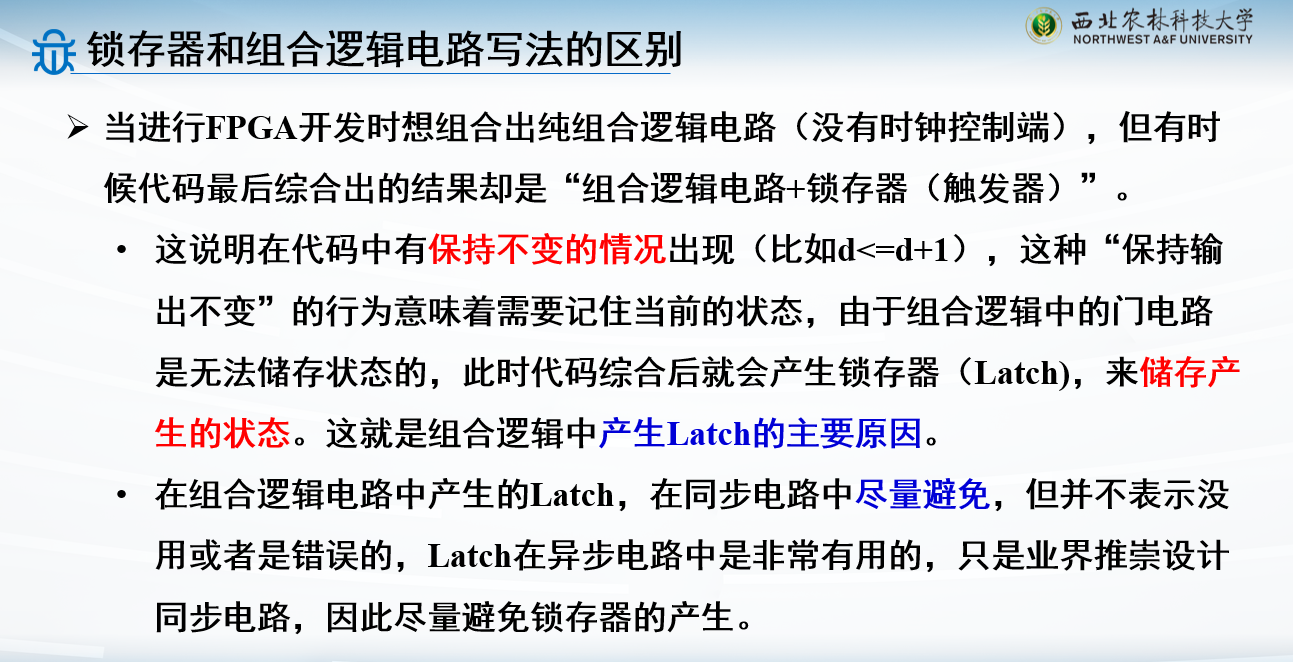 锁存器和组合逻辑电路写法的区别
西北农林科技大学
NORTHWEST A&F UNIVERSITY
➢ 当进行FPGA开发时想组合出纯组合逻辑电路（没有时钟控制端），但有时
候代码最后综合出的结果却是“组合逻辑电路+锁存器（触发器）”。
• 这说明在代码中有保持不变的情况出现（比如d<=d+1），这种“保持输
出不变”的行为意味着需要记住当前的状态，由于组合逻辑中的门电路
是无法储存状态的，此时代码综合后就会产生锁存器（Latch)，来储存产
生的状态。这就是组合逻辑中产生Latch的主要原因。
• 在组合逻辑电路中产生的Latch，在同步电路中尽量避免，但并不表示没
用或者是错误的，Latch在异步电路中是非常有用的，只是业界推崇设计
同步电路，因此尽量避免锁存器的产生。